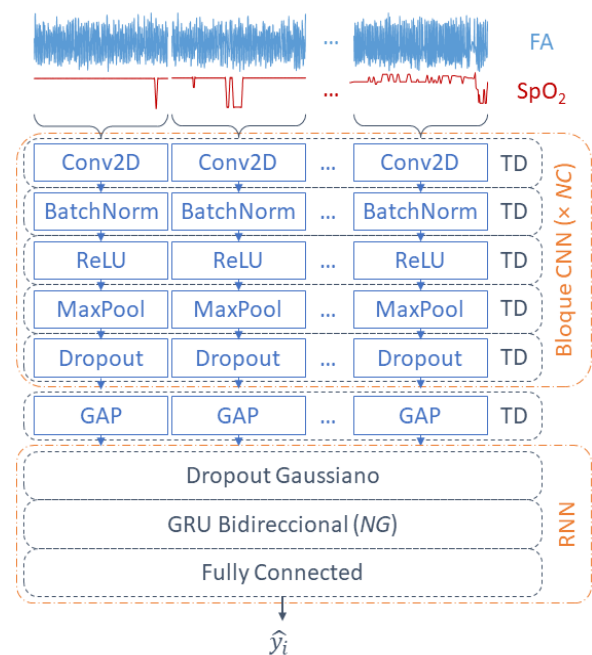 ... FA
... SpO₂
Conv2D Conv2D ... Conv2D TD
BatchNorm BatchNorm ... BatchNorm TD
ReLU ReLU ... ReLU TD
MaxPool MaxPool ... MaxPool TD
Dropout Dropout ... Dropout TD
Bloque CNN (× NC)
GAP GAP ... GAP TD
Dropout Gaussiano
GRU Bidireccional (NG)
Fully Connected
RNN
ŷᵢ